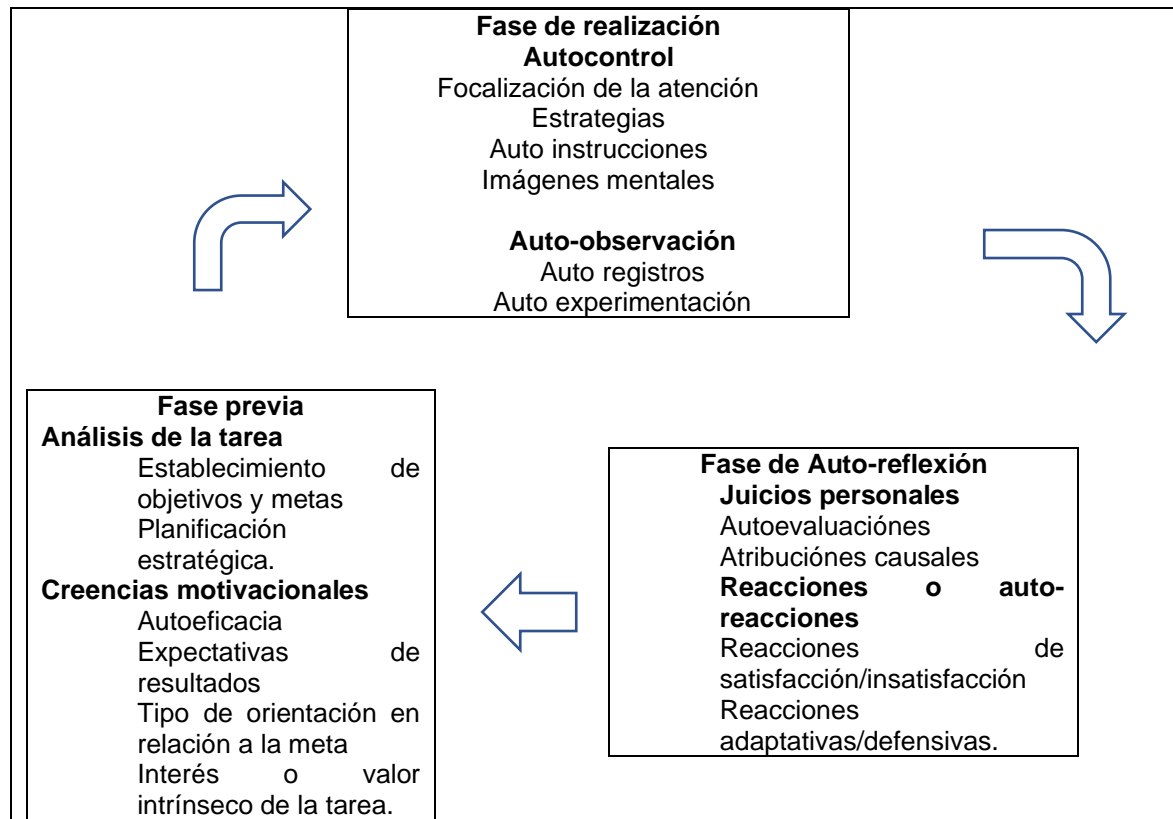 Fase de realización
Autocontrol
Focalización de la atención
Estrategias
Auto instrucciones
Imágenes mentales
Auto-observación
Auto registros
Auto experimentación
Fase previa
Análisis de la tarea
Establecimiento de
objetivos y metas
Planificación
estratégica.
Creencias motivacionales
Autoeficacia
Expectativas de
resultados
Tipo de orientación en
relación a la meta
Interés o valor
intrínseco de la tarea.
Fase de Auto-reflexión
Juicios personales
Autoevaluaciónes
Atribuciónes causales
Reacciones o auto-
reacciones
Reacciones de
satisfacción/insatisfacción
Reacciones
adaptativas/defensivas.